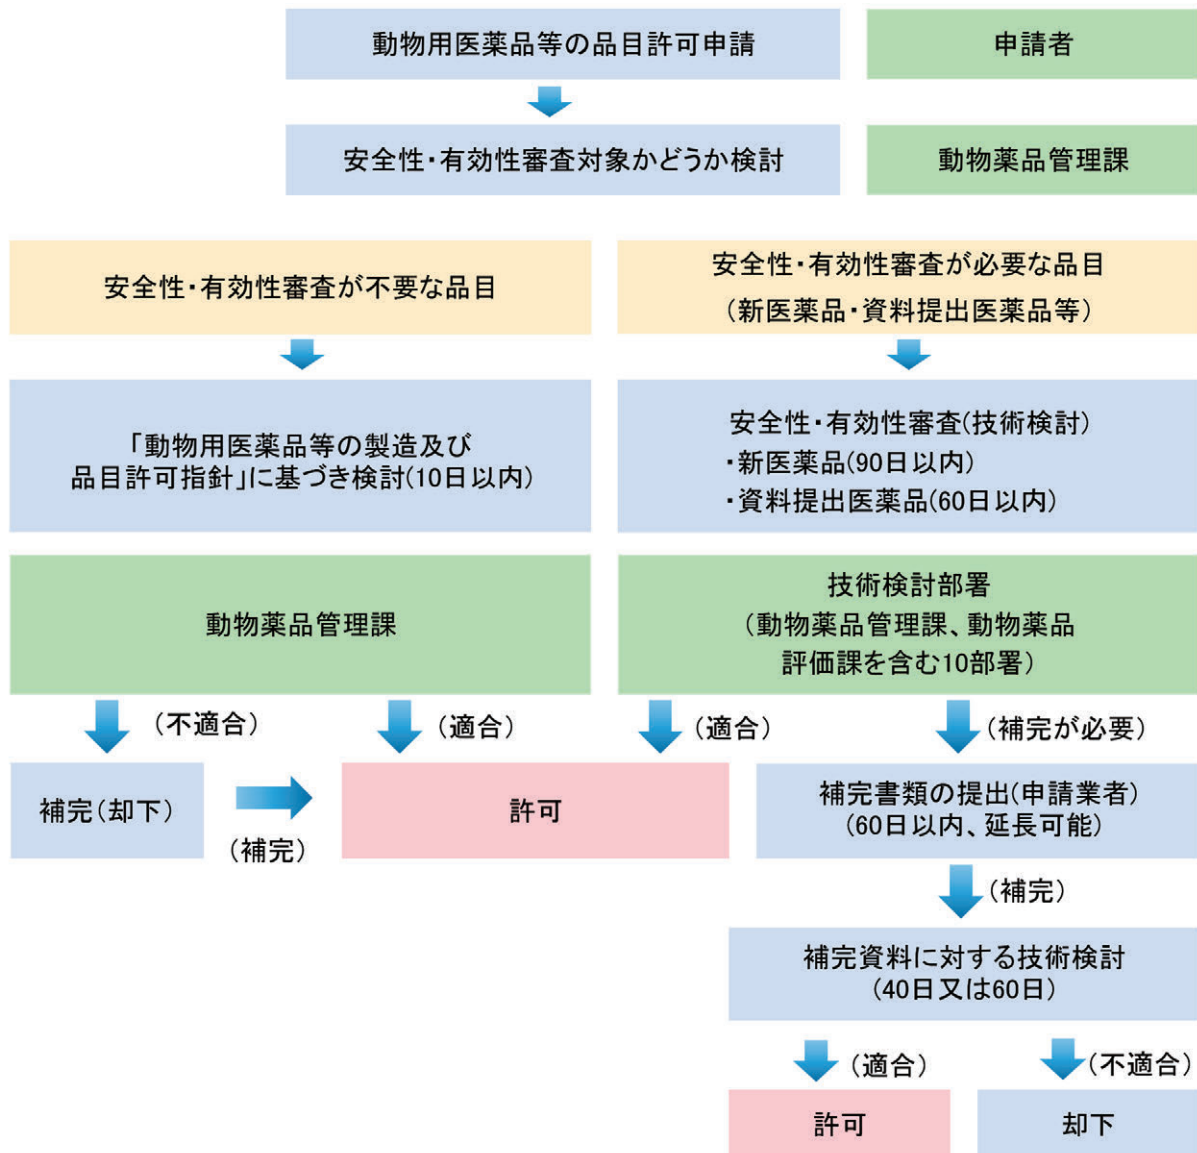 動物用医薬品等の品目許可申請
申請者
安全性・有効性審査対象かどうか検討
動物薬品管理課
安全性・有効性審査が不要な品目
安全性・有効性審査が必要な品目
（新医薬品・資料提出医薬品等）
「動物用医薬品等の製造及び
品目許可指針」に基づき検討(10日以内)
安全性・有効性審査(技術検討)
・新医薬品(90日以内)
・資料提出医薬品(60日以内)
動物薬品管理課
技術検討部署
（動物薬品管理課、動物薬品
評価課を含む10部署）
（不適合）
（適合）
（適合）
（補完が必要）
補完（却下）
（補完）
許可
補完書類の提出(申請業者)
(60日以内、延長可能)
（補完）
補完資料に対する技術検討
(40日又は60日)
（適合）
（不適合）
許可
却下